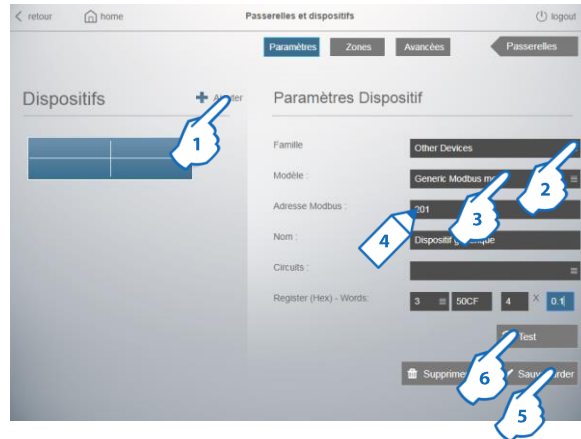 retour home Passerelles et dispositifs logout
Paramètres Zones Avancées Passerelles
Dispositifs
Paramètres Dispositif
1
Famille Other Devices
2
Modèle : Generic Modbus
3
Adresse Modbus : 201
4
Nom : Dispositif
Circuits :
Register (Hex) - Words: 3 50CF 4 X 0.1
Test
6
5